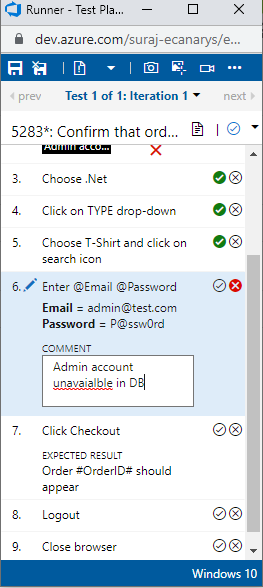 Runner - Test Pla
dev.azure.com/suraj-ecanarys/e...
prev
Test 1 of 1: Iteration 1
next
5283*: Confirm that ord...
Admin acco...
3. Choose .Net
4. Click on TYPE drop-down
5. Choose T-Shirt and click on
search icon
6. Enter @Email @Password
Email = admin@test.com
Password = P@ssw0rd
COMMENT
Admin account
unavaialble in DB
7. Click Checkout
EXPECTED RESULT
Order #OrderID# should
appear
8. Logout
9. Close browser
Windows 10